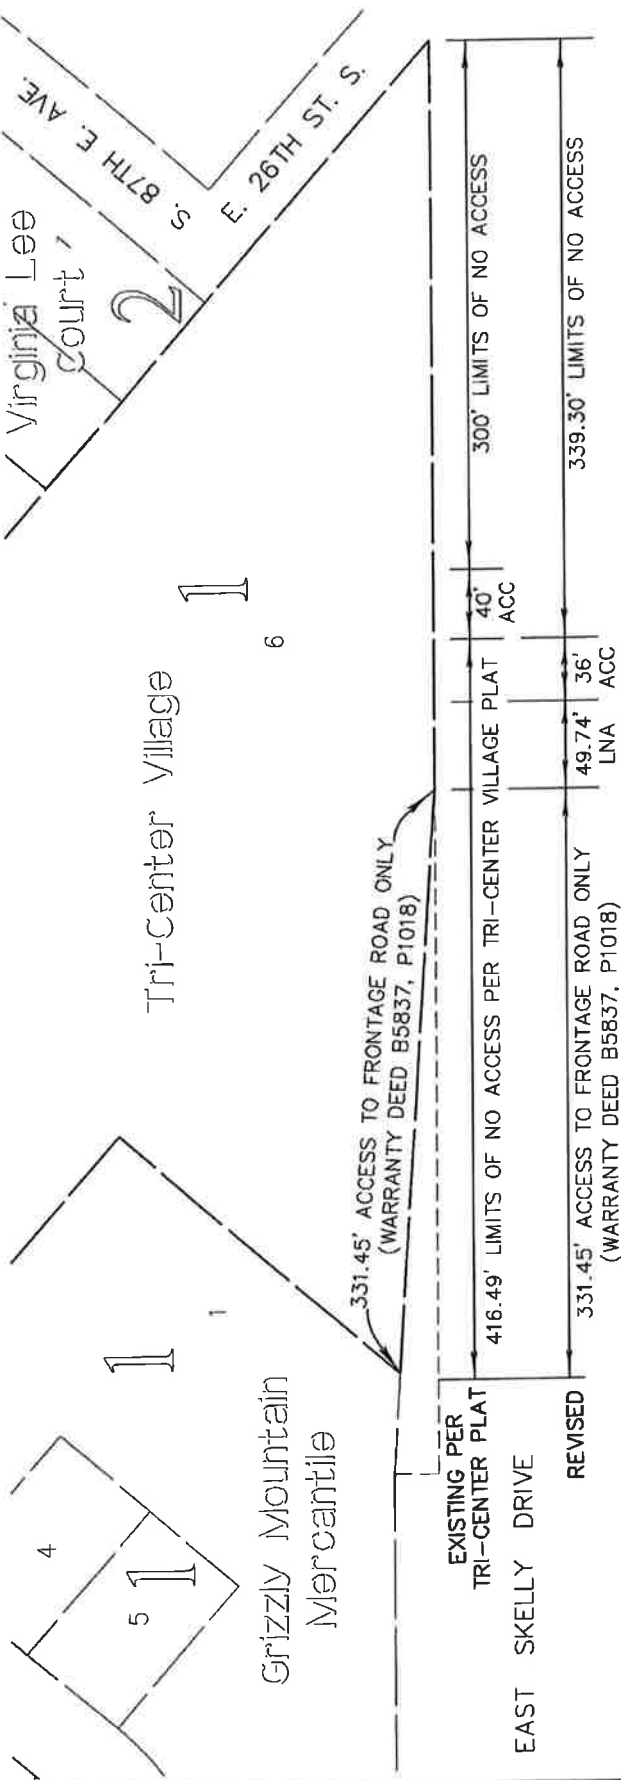 Virginia Lee
Court
1
2
S. 87TH E. AVE.
E. 26TH ST. S.
Tri-Center Village
1
6
4
5
1
1
1
Grizzly Mountain
Mercantile
331.45' ACCESS TO FRONTAGE ROAD ONLY
(WARRANTY DEED B5837, P1018)
EXISTING PER
TRI-CENTER PLAT
416.49' LIMITS OF NO ACCESS PER TRI-CENTER VILLAGE PLAT
40'
ACC
300' LIMITS OF NO ACCESS
EAST SKELLY DRIVE
REVISED
331.45' ACCESS TO FRONTAGE ROAD ONLY
(WARRANTY DEED B5837, P1018)
49.74'
LNA
36'
ACC
339.30' LIMITS OF NO ACCESS